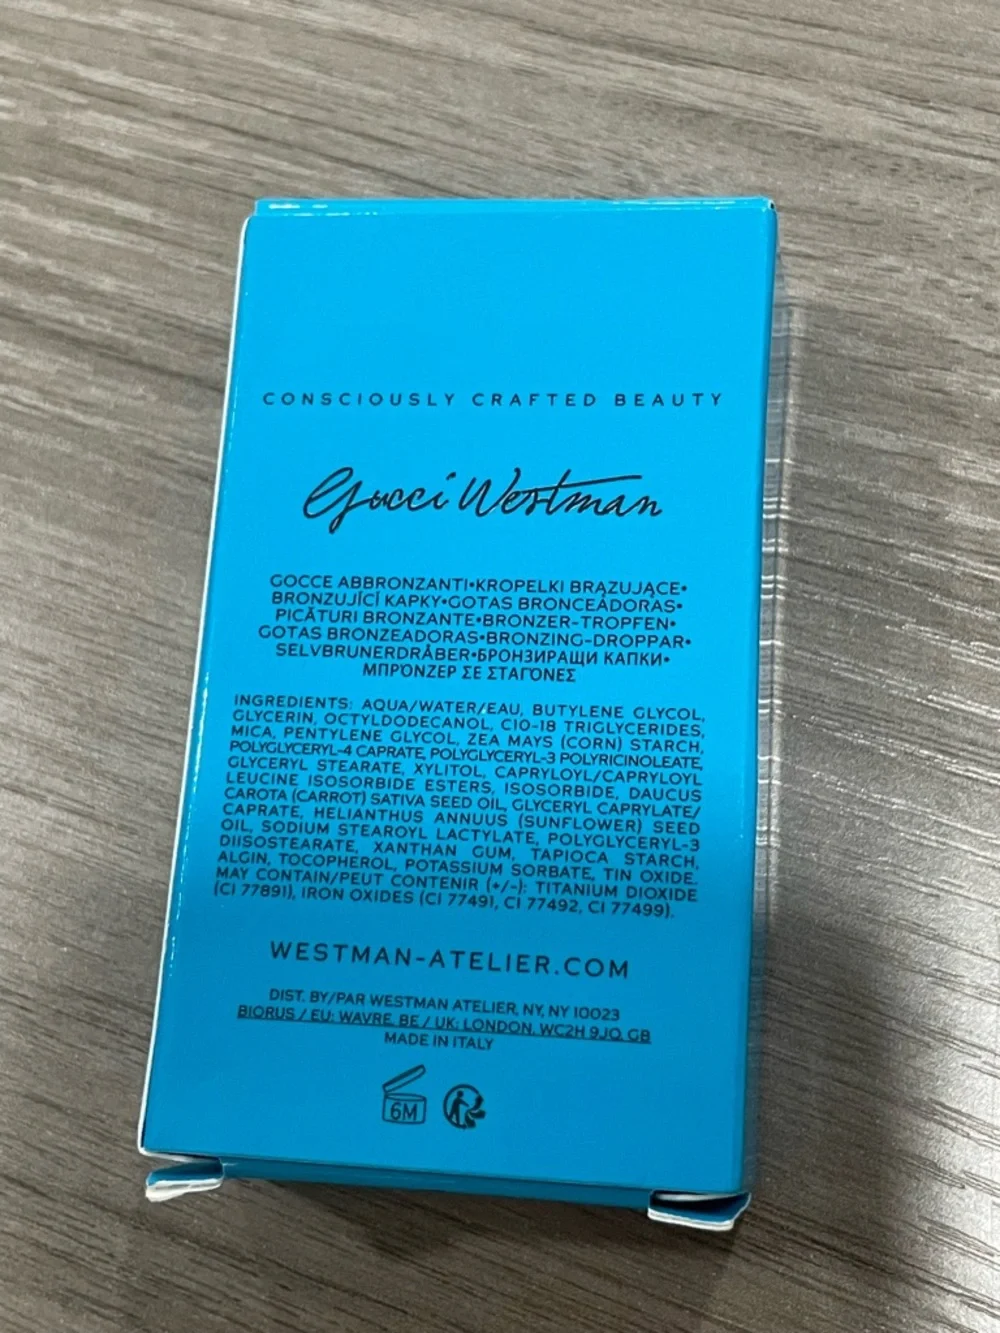 CONSCIOUSLY CRAFTED BEAUTY
Gucci Westman
GOCCE ABBRONZANTI•KROPELKI BRĄZUJĄCE•
BRONZUJÍCÍ KAPKY•GOTAS BRONCEADORAS•
PICĂTURI BRONZANTE•BRONZER-TROPFEN•
GOTAS BRONZEADORAS•BRONZING-DROPPAR•
SELVBRUNERDRÅBER•БРОНЗИРАЩИ КАПКИ•
ΜΠΡΌΝΖΕΡ ΣΕ ΣΤΑΓΌΝΕΣ
INGREDIENTS: AQUA/WATER/EAU, BUTYLENE GLYCOL,
GLYCERIN, OCTYLDODECANOL, C10-18 TRIGLYCERIDES,
MICA, PENTYLENE GLYCOL, ZEA MAYS (CORN) STARCH,
POLYGLYCERYL-4 CAPRATE, POLYGLYCERYL-3 POLYRICINOLEATE,
GLYCERYL STEARATE, XYLITOL, CAPRYLOYL/CAPRYLOYL
LEUCINE ISOSORBIDE ESTERS, ISOSORBIDE, DAUCUS
CAROTA (CARROT) SATIVA SEED OIL, GLYCERYL CAPRYLATE/
CAPRATE, HELIANTHUS ANNUUS (SUNFLOWER) SEED
OIL, SODIUM STEAROYL LACTYLATE, POLYGLYCERYL-3
DIISOSTEARATE, XANTHAN GUM, TAPIOCA STARCH,
ALGIN, TOCOPHEROL, POTASSIUM SORBATE, TIN OXIDE.
MAY CONTAIN/PEUT CONTENIR (+/-): TITANIUM DIOXIDE
(CI 77891), IRON OXIDES (CI 77491, CI 77492, CI 77499).
WESTMAN-ATELIER.COM
DIST. BY/PAR WESTMAN ATELIER, NY, NY 10023
BIORUS / EU: WAVRE, BE / UK: LONDON, WC2H 9JQ, GB
MADE IN ITALY
6M